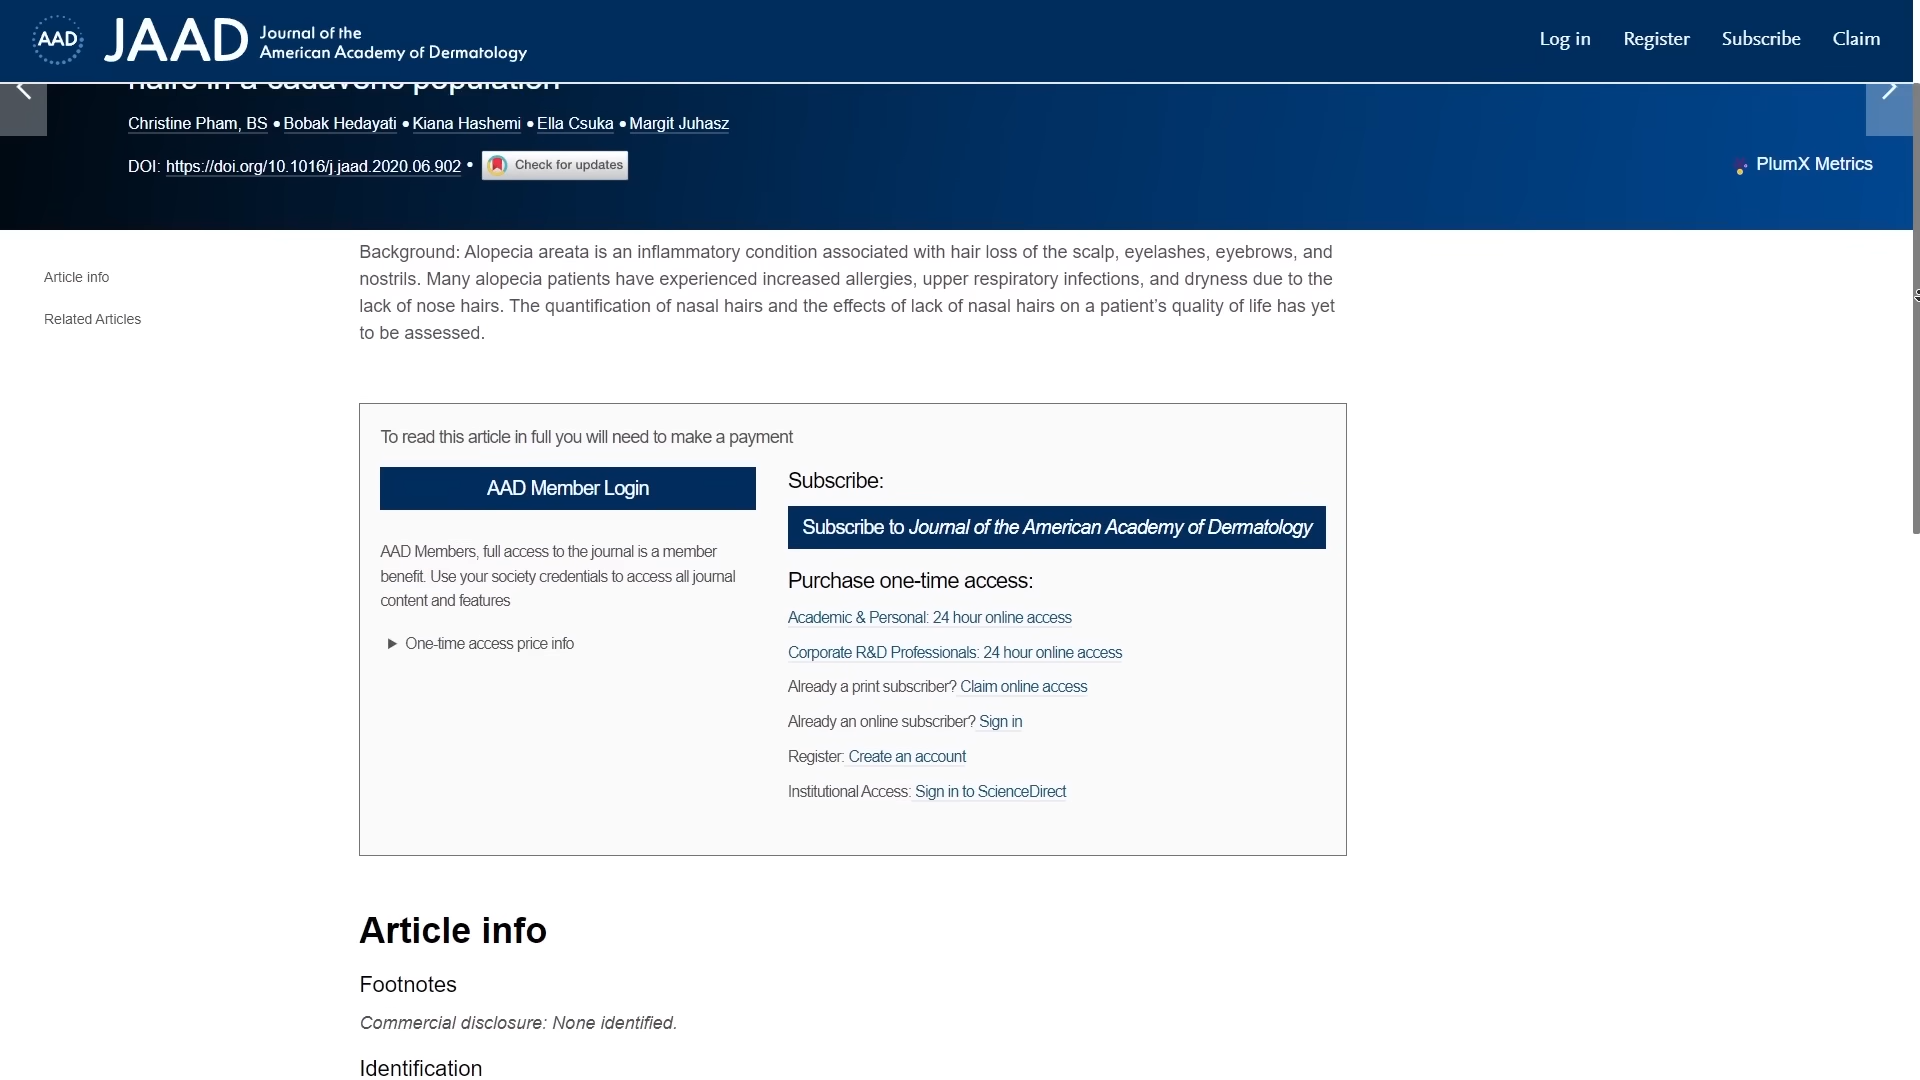 AAD JAAD Journal of the
American Academy of Dermatology
Log in Register Subscribe Claim
hairs in a cadaveric population
Christine Pham, BS • Bobak Hedayati • Kiana Hashemi • Ella Csuka • Margit Juhasz
DOI: https://doi.org/10.1016/j.jaad.2020.06.902 • Check for updates
PlumX Metrics
Article info
Related Articles
Background: Alopecia areata is an inflammatory condition associated with hair loss of the scalp, eyelashes, eyebrows, and
nostrils. Many alopecia patients have experienced increased allergies, upper respiratory infections, and dryness due to the
lack of nose hairs. The quantification of nasal hairs and the effects of lack of nasal hairs on a patient’s quality of life has yet
to be assessed.
To read this article in full you will need to make a payment
AAD Member Login
AAD Members, full access to the journal is a member
benefit. Use your society credentials to access all journal
content and features
One-time access price info
Subscribe:
Subscribe to Journal of the American Academy of Dermatology
Purchase one-time access:
Academic & Personal: 24 hour online access
Corporate R&D Professionals: 24 hour online access
Already a print subscriber? Claim online access
Already an online subscriber? Sign in
Register: Create an account
Institutional Access: Sign in to ScienceDirect
Article info
Footnotes
Commercial disclosure: None identified.
Identification